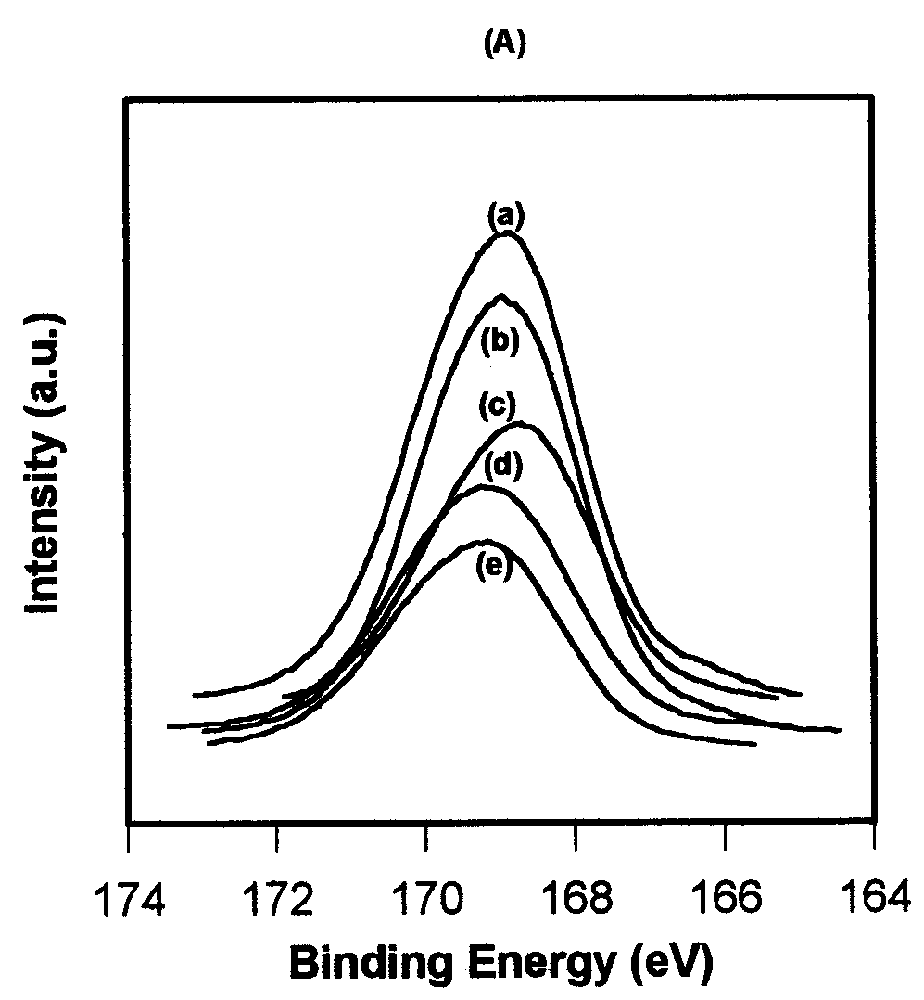 (A)
Intensity (a.u.)
(a)
(b)
(c)
(d)
(e)
174 172 170 168 166 164
Binding Energy (eV)